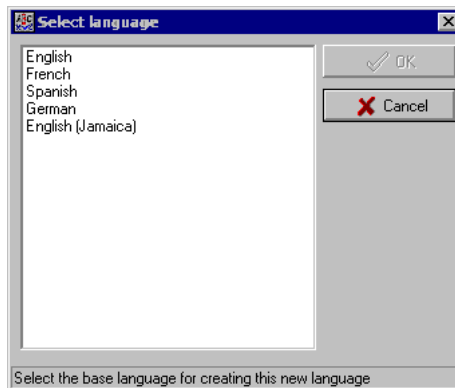 Select language
English
French
Spanish
German
English (Jamaica)
OK
Cancel
Select the base language for creating this new language